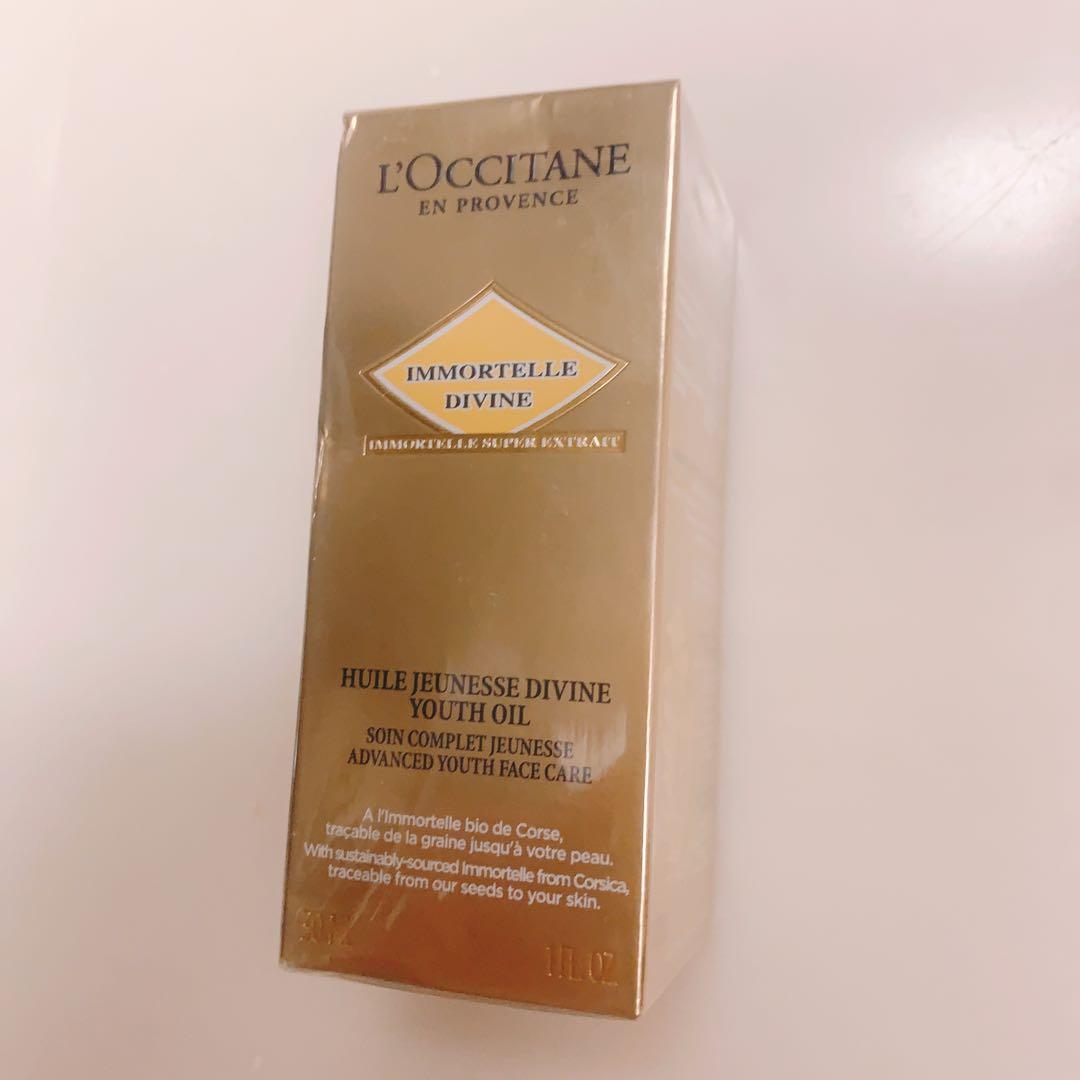 L'OCCITANE
EN PROVENCE
IMMORTELLE
DIVINE
IMMORTELLE SUPER EXTRAIT
HUILE JEUNESSE DIVINE
YOUTH OIL
SOIN COMPLET JEUNESSE
ADVANCED YOUTH FACE CARE
A l'Immortelle bio de Corse,
traçable de la graine jusqu'à votre peau.
With sustainably-sourced Immortelle from Corsica,
traceable from our seeds to your skin.
1 FL. OZ